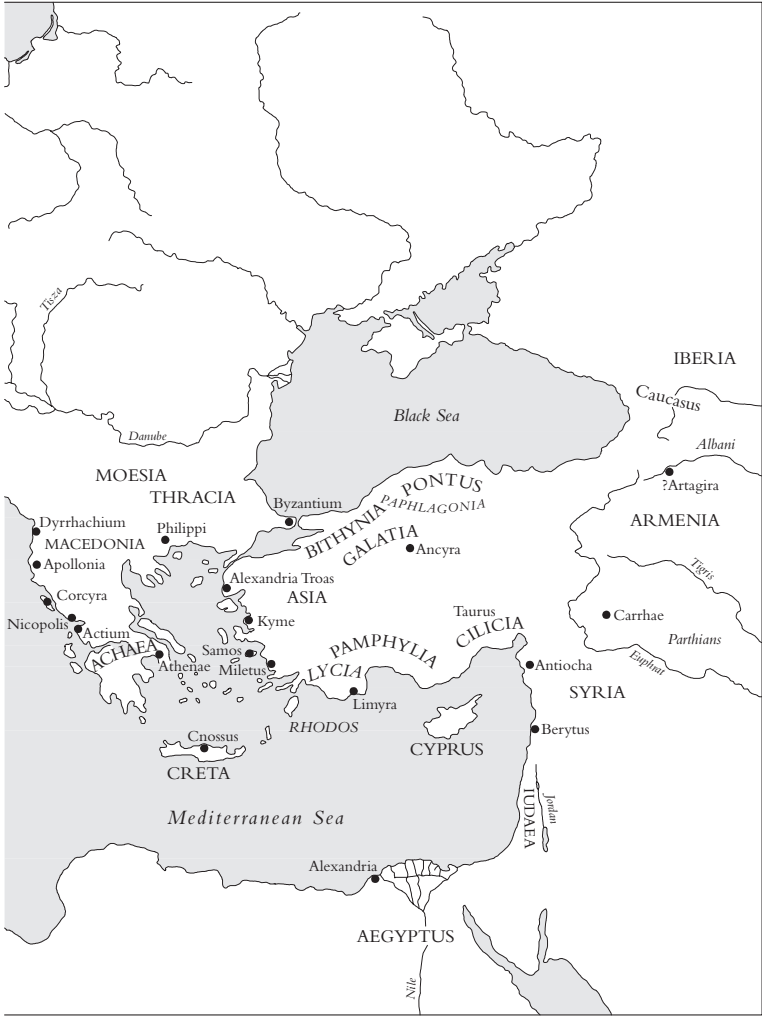 Tisza
IBERIA
Caucasus
Black Sea
Danube
Albani
MOESIA
PONTUS
?Artagira
THRACIA
PAPHLAGONIA
Byzantium
Dyrrhachium
BITHYNIA
ARMENIA
Philippi
GALATIA
MACEDONIA
Ancyra
Apollonia
Tigris
Alexandria Troas
Corcyra
ASIA
Taurus
Carrhae
Nicopolis
Kyme
Actium
CILICIA
Parthians
ACHAEA
Samos
PAMPHYLIA
Euphrat
Athenae
Miletus
LYCIA
Antiocha
SYRIA
Limyra
RHODOS
Berytus
Cnossus
CYPRUS
CRETA
Mediterranean Sea
IUDAEA
Jordan
Alexandria
AEGYPTUS
Nile